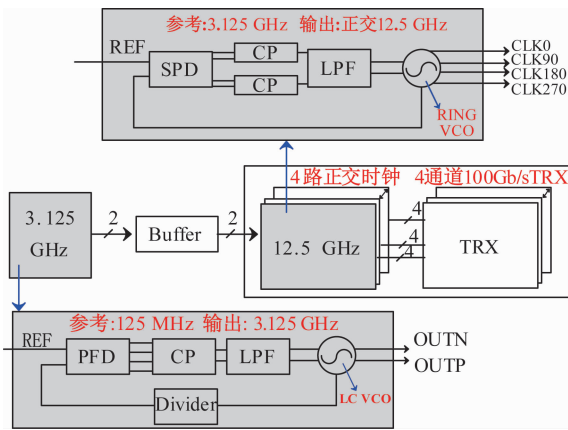 参考:3.125 GHz 输出:正交12.5 GHz
REF
SPD
CP
CP
LPF
CLK0
CLK90
CLK180
CLK270
RING
VCO
4路正交时钟
4通道100Gb/sTRX
3.125
GHz
2
Buffer
2
12.5 GHz
4
4
4
TRX
参考:125 MHz 输出: 3.125 GHz
REF
PFD
CP
LPF
OUTN
OUTP
LC VCO
Divider